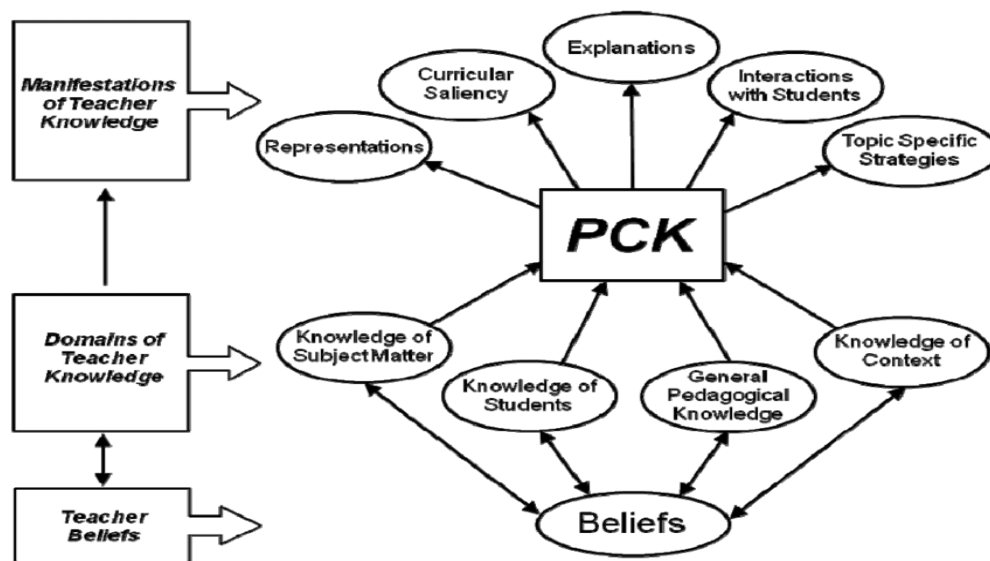 Manifestations
of Teacher
Knowledge
Explanations
Curricular
Saliency
Interactions
with Students
Representations
Topic Specific
Strategies
PCK
Domains of
Teacher
Knowledge
Knowledge of
Subject Matter
Knowledge of
Students
General
Pedagogical
Knowledge
Knowledge of
Context
Teacher
Beliefs
Beliefs